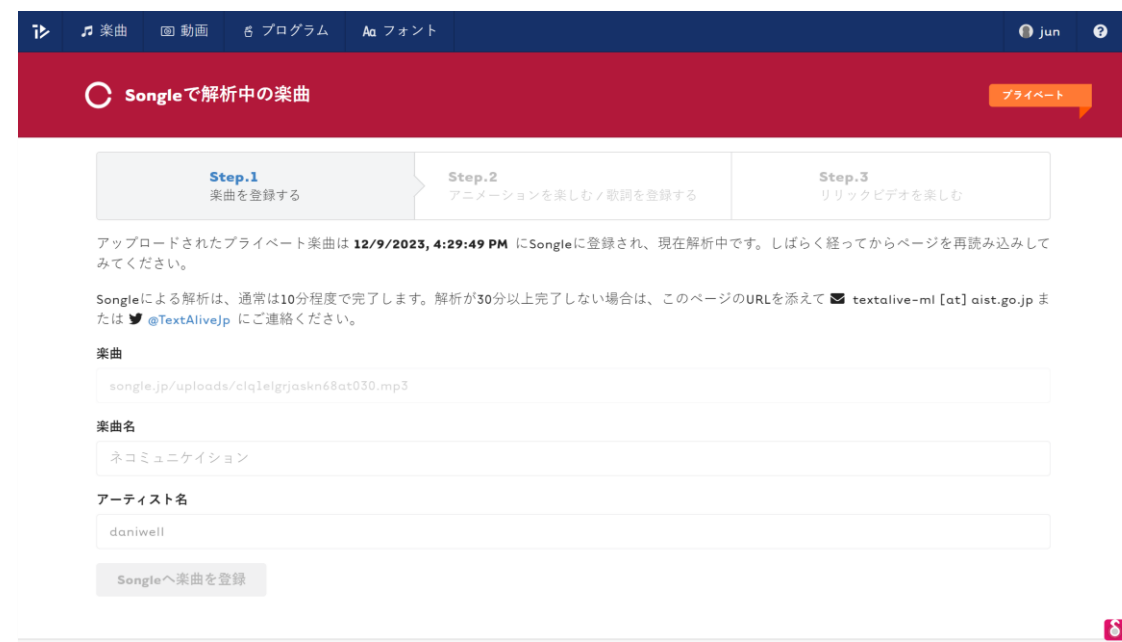 楽曲 動画 プログラム Aa フォント jun
Songleで解析中の楽曲 プライベート
Step.1 Step.2 Step.3
楽曲を登録する アニメーションを楽しむ / 歌詞を登録する リリックビデオを楽しむ
アップロードされたプライベート楽曲は 12/9/2023, 4:29:49 PM にSongleに登録され、現在解析中です。しばらく経ってからページを再読み込みして
みてください。
Songleによる解析は、通常は10分程度で完了します。解析が30分以上完了しない場合は、このページのURLを添えて textalive-ml [at] aist.go.jp ま
たは @TextAliveJp にご連絡ください。
楽曲
songle.jp/uploads/clq1elgrjaskn68at030.mp3
楽曲名
ネコミュニケイション
アーティスト名
daniwell
Songleへ楽曲を登録